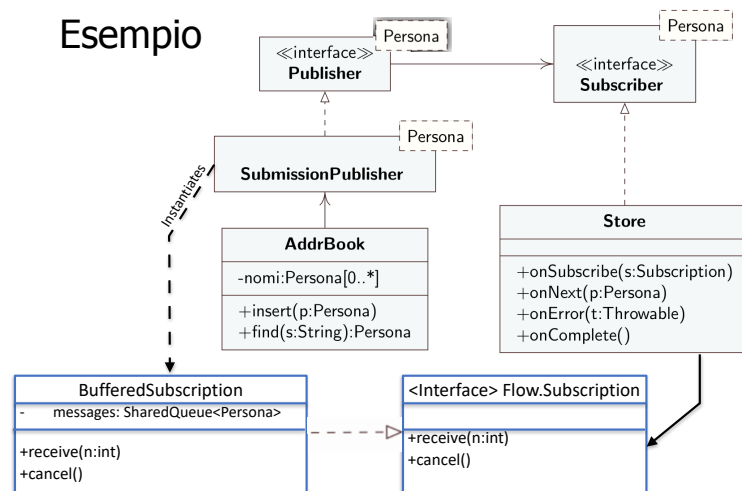 Esempio
Persona
≪interface≫
Publisher
Persona
≪interface≫
Subscriber
Persona
SubmissionPublisher
Instantiates
AddrBook
-nomi:Persona[0..*]
+insert(p:Persona)
+find(s:String):Persona
Store
+onSubscribe(s:Subscription)
+onNext(p:Persona)
+onError(t:Throwable)
+onComplete()
BufferedSubscription
- messages: SharedQueue<Persona>
+receive(n:int)
+cancel()
<Interface> Flow.Subscription
+receive(n:int)
+cancel()